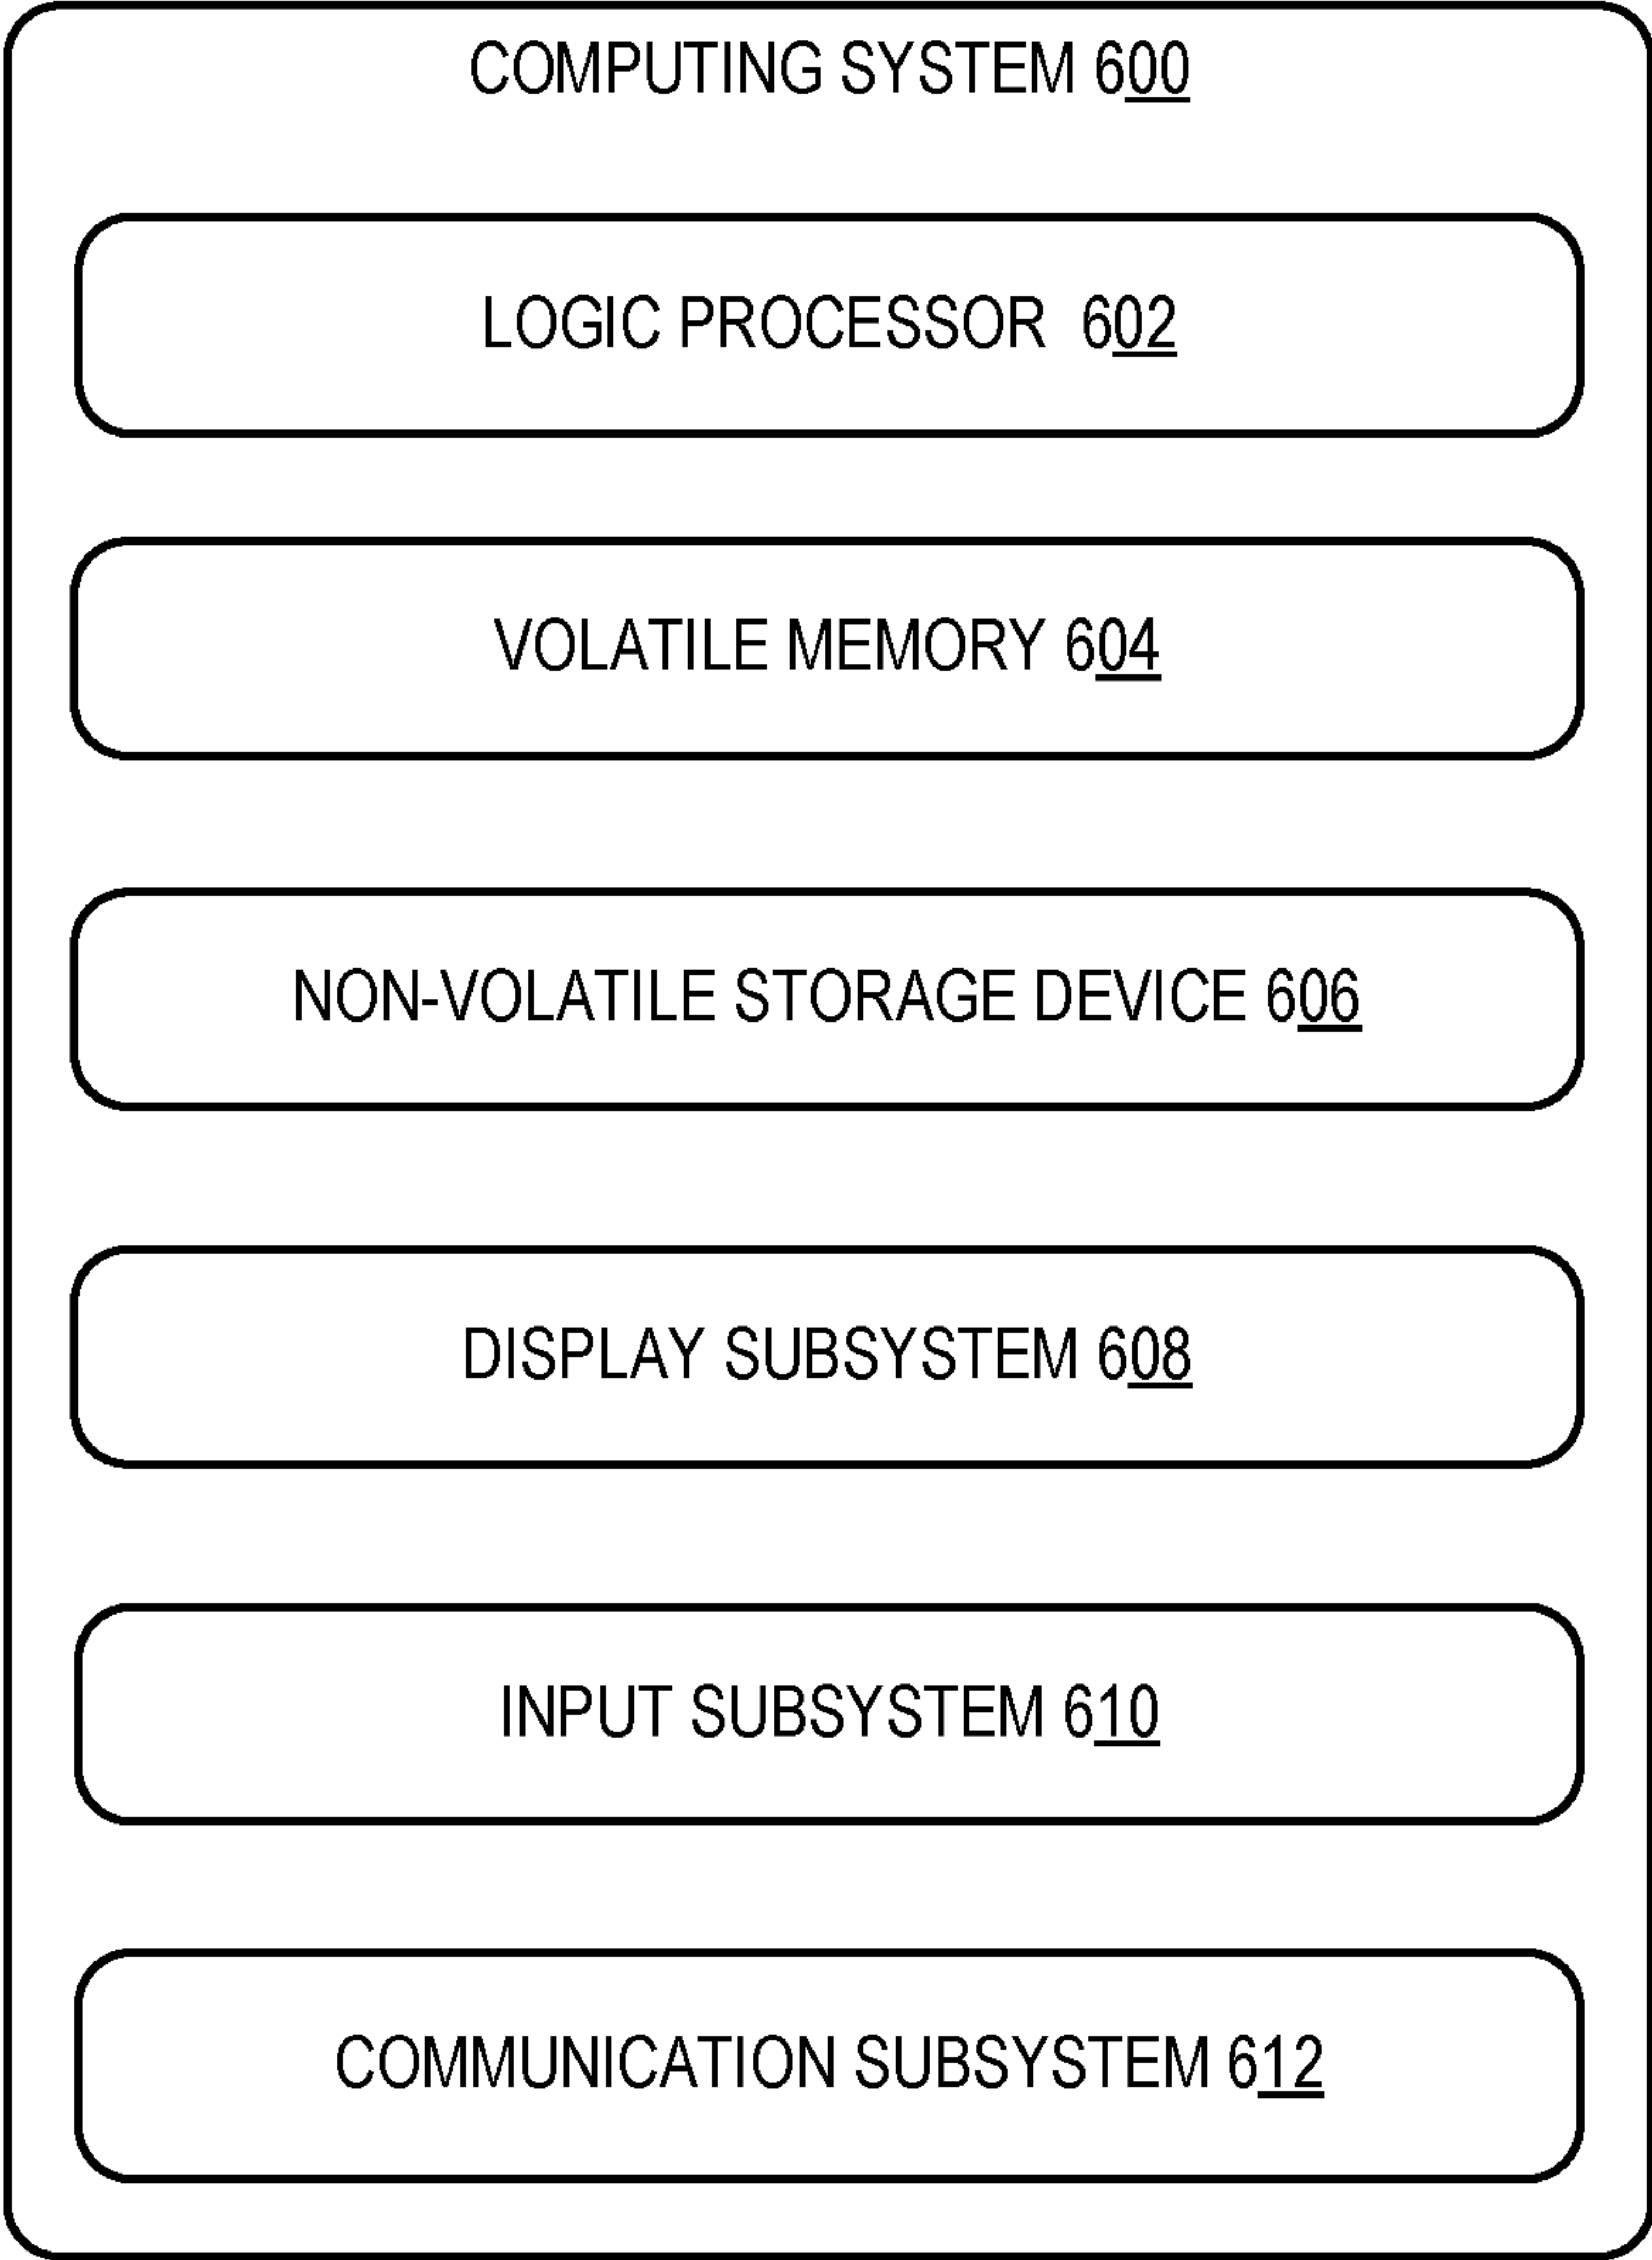 COMPUTING SYSTEM 600
LOGIC PROCESSOR 602
VOLATILE MEMORY 604
NON-VOLATILE STORAGE DEVICE 606
DISPLAY SUBSYSTEM 608
INPUT SUBSYSTEM 610
COMMUNICATION SUBSYSTEM 612